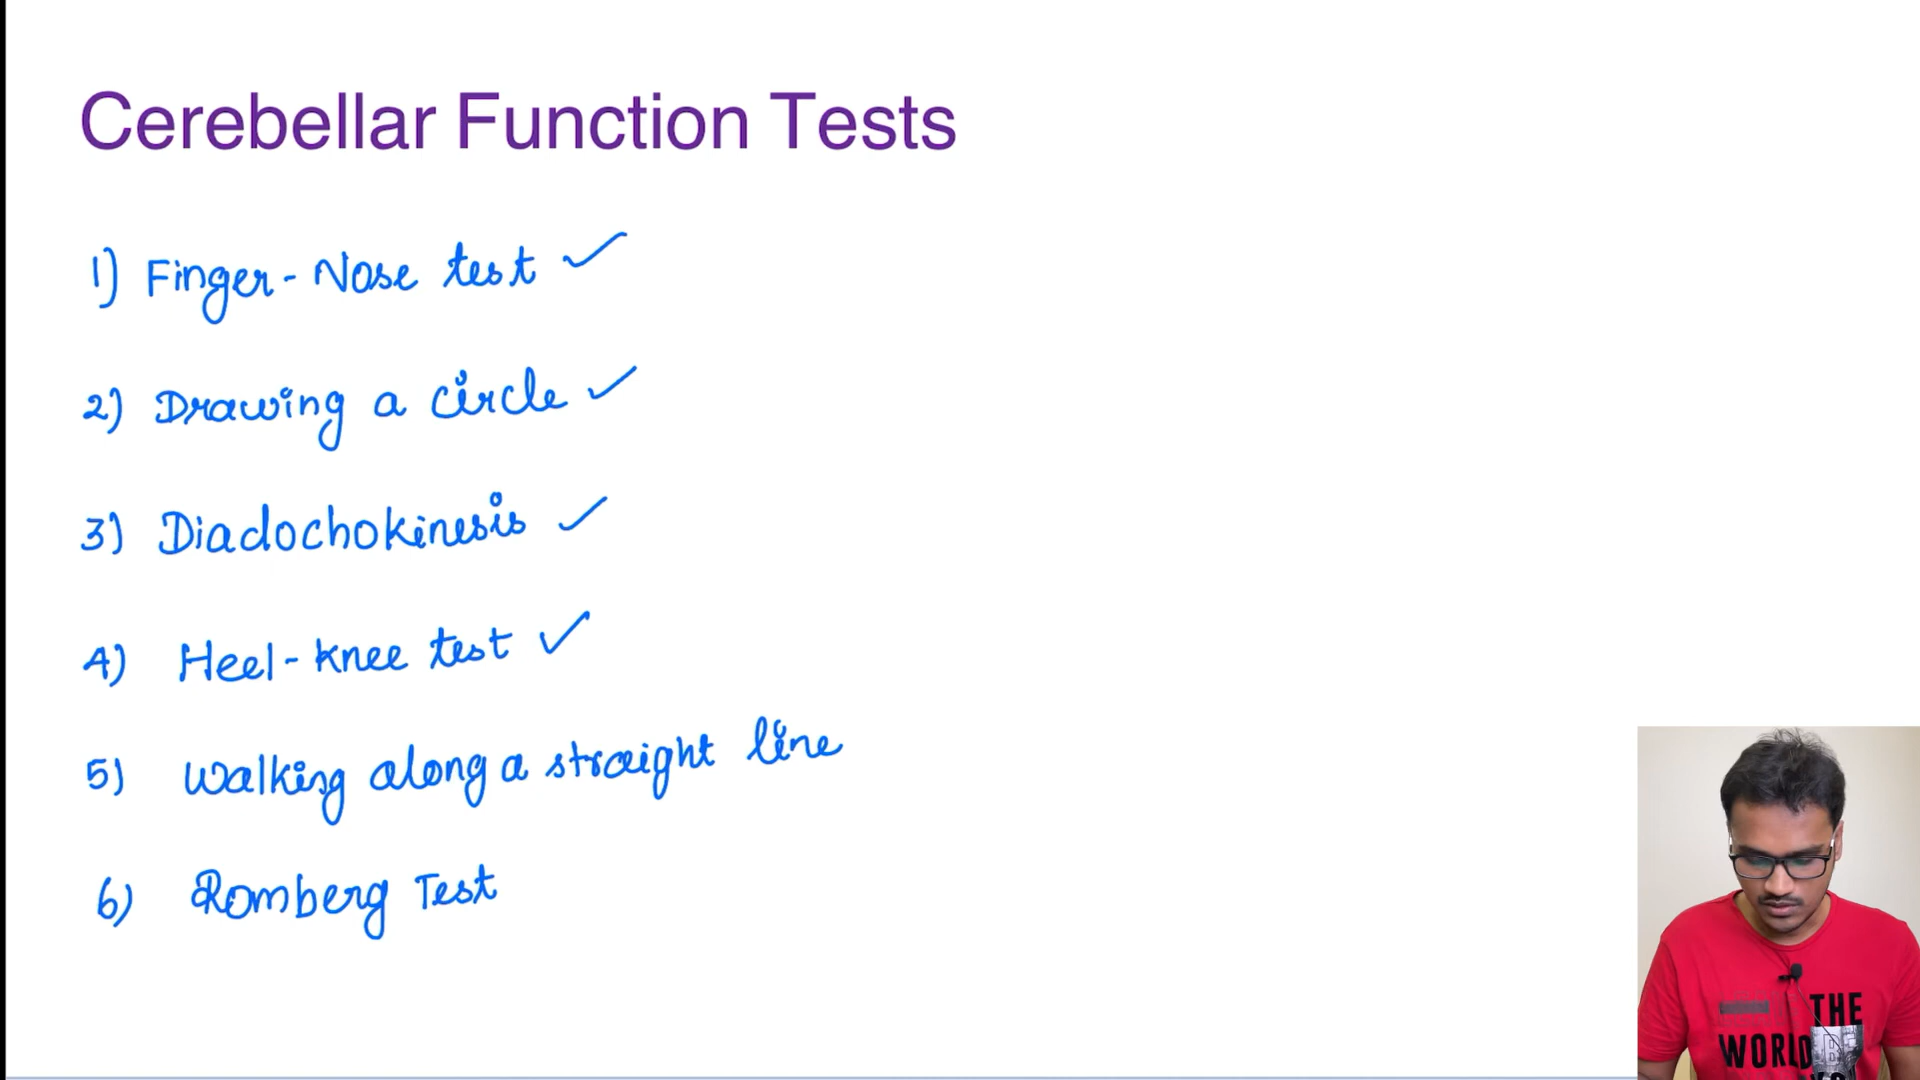 Cerebellar Function Tests
1) Finger-Nose test ✓
2) Drawing a circle ✓
3) Diadochokinesis ✓
4) Heel-knee test ✓
5) Walking along a straight line
6) Romberg Test
THE
WORLD